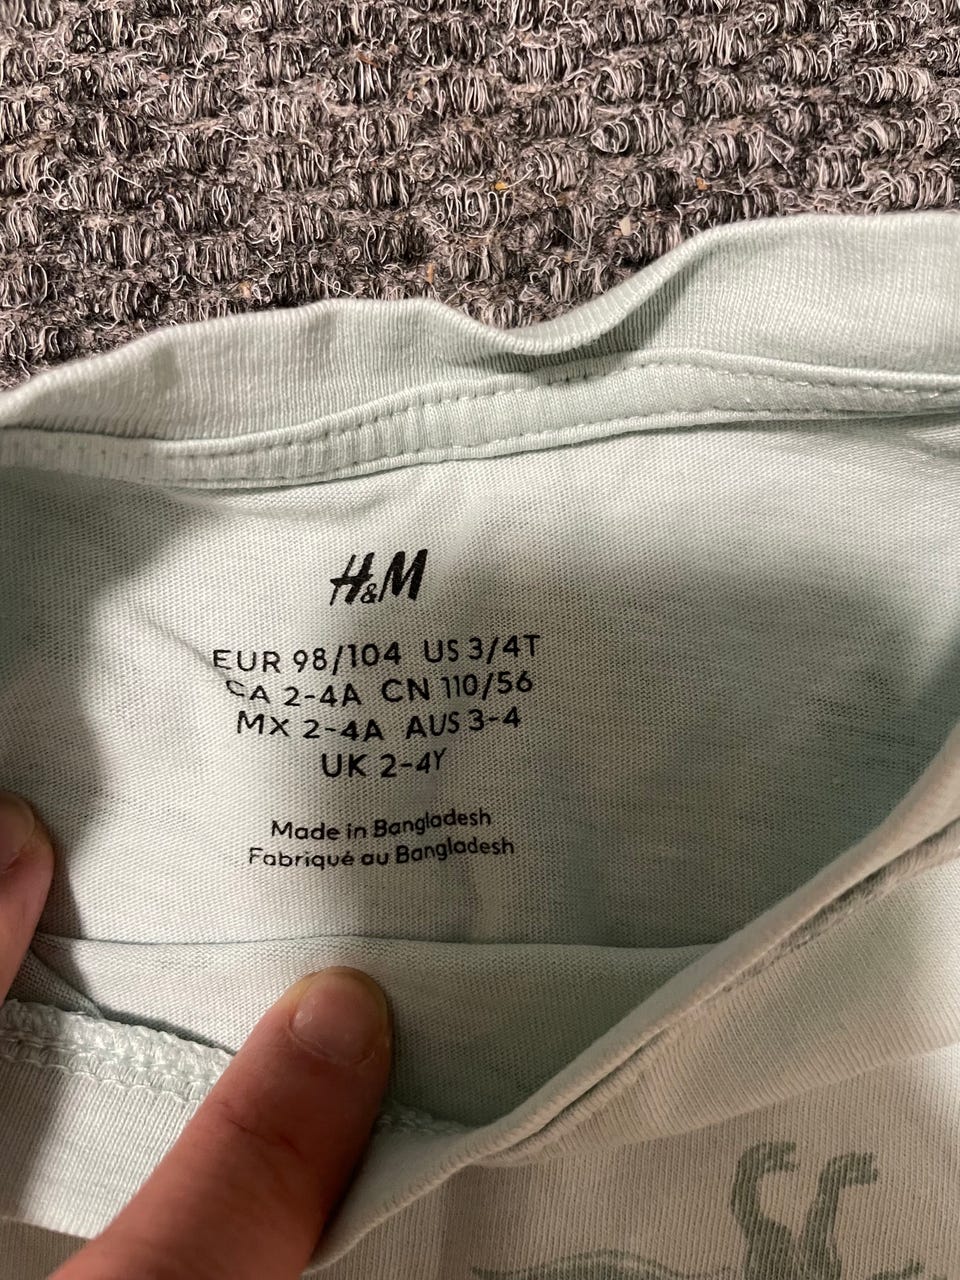 H&M
EUR 98/104 US 3/4T
CA 2-4A CN 110/56
MX 2-4A AUS 3-4
UK 2-4Y
Made in Bangladesh
Fabriqué au Bangladesh